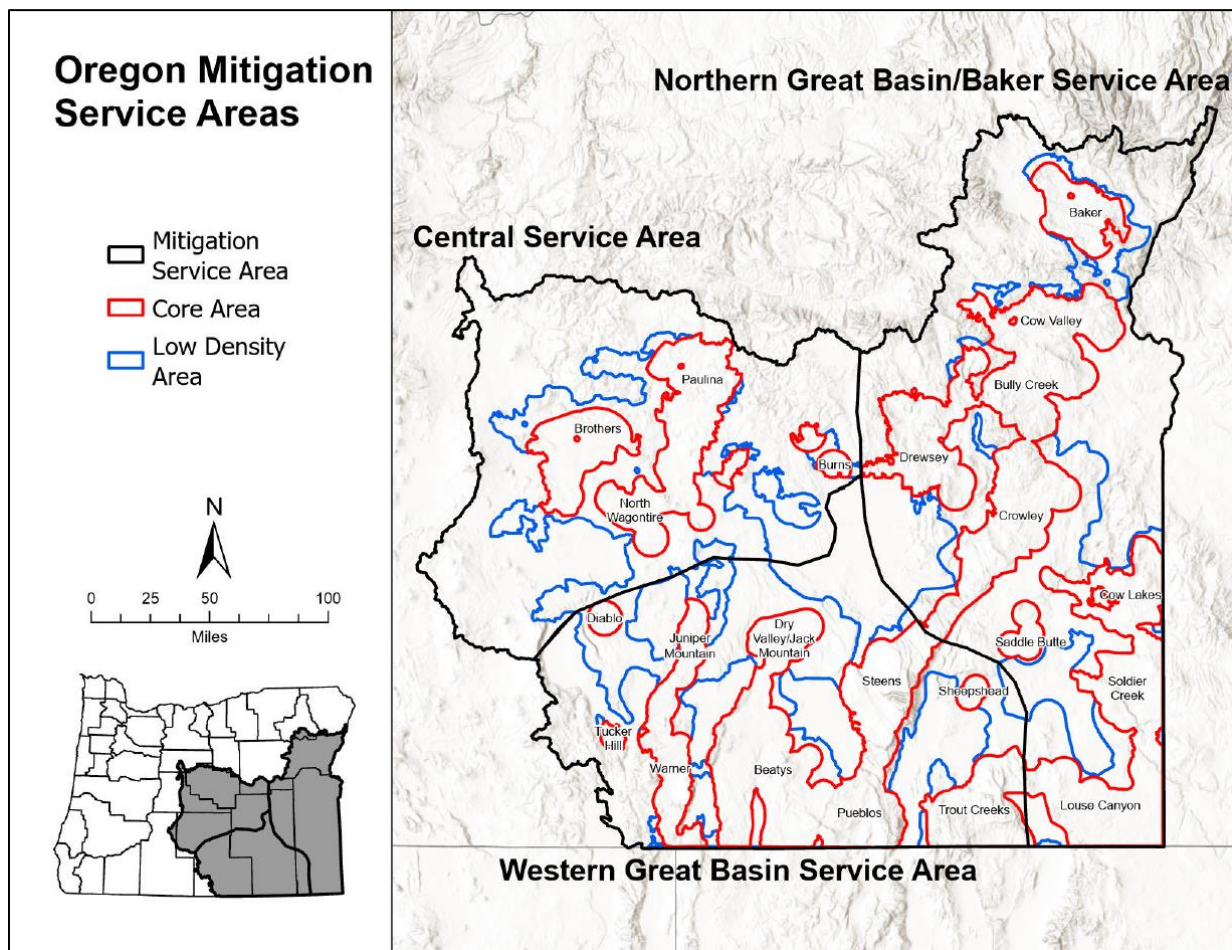 Oregon Mitigation
Service Areas
Mitigation
Service Area
Core Area
Low Density
Area
N
0 25 50 100
Miles
Northern Great Basin/Baker Service Area
Central Service Area
Western Great Basin Service Area
Baker
Cow Valley
Bully Creek
Paulina
Brothers
Burns
Drewsey
North
Wagontire
Crowley
Cow Lakes
Diablo
Juniper
Mountain
Dry
Valley/Jack
Mountain
Saddle Butte
Steens
Sheepshead
Soldier
Creek
Tucker
Hill
Warner
Beatys
Pueblos
Trout Creeks
Louse Canyon